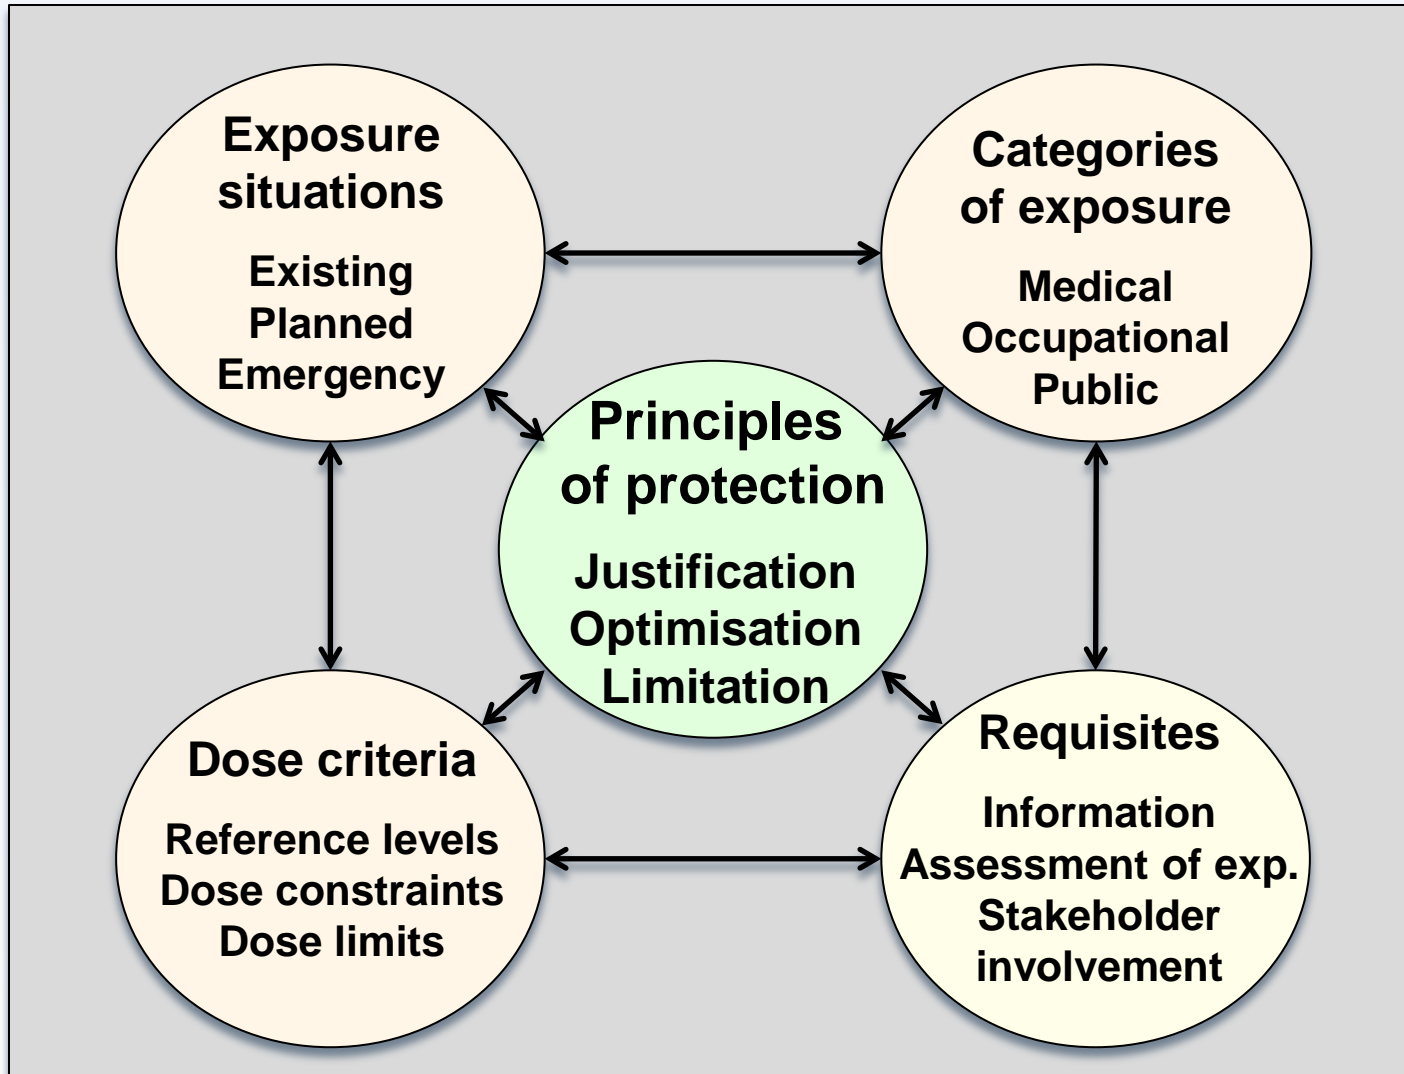 Exposure
situations
Existing
Planned
Emergency
Categories
of exposure
Medical
Occupational
Public
Principles
of protection
Justification
Optimisation
Limitation
Dose criteria
Reference levels
Dose constraints
Dose limits
Requisites
Information
Assessment of exp.
Stakeholder
involvement